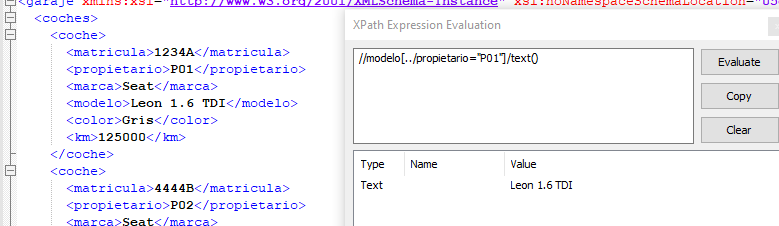 <garaje xmlns:xsi="http://www.w3.org/2001/XMLSchema-instance" xsi:noNamespaceSchemaLocation="
<coches>
<coche>
<matricula>1234A</matricula>
<propietario>P01</propietario>
<marca>Seat</marca>
<modelo>Leon 1.6 TDI</modelo>
<color>Gris</color>
<km>125000</km>
</coche>
<coche>
<matricula>4444B</matricula>
<propietario>P02</propietario>
<marca>Seat</marca>
XPath Expression Evaluation
//modelo[../propietario="P01"]/text()
Evaluate
Copy
Clear
Type Name Value
Text Leon 1.6 TDI